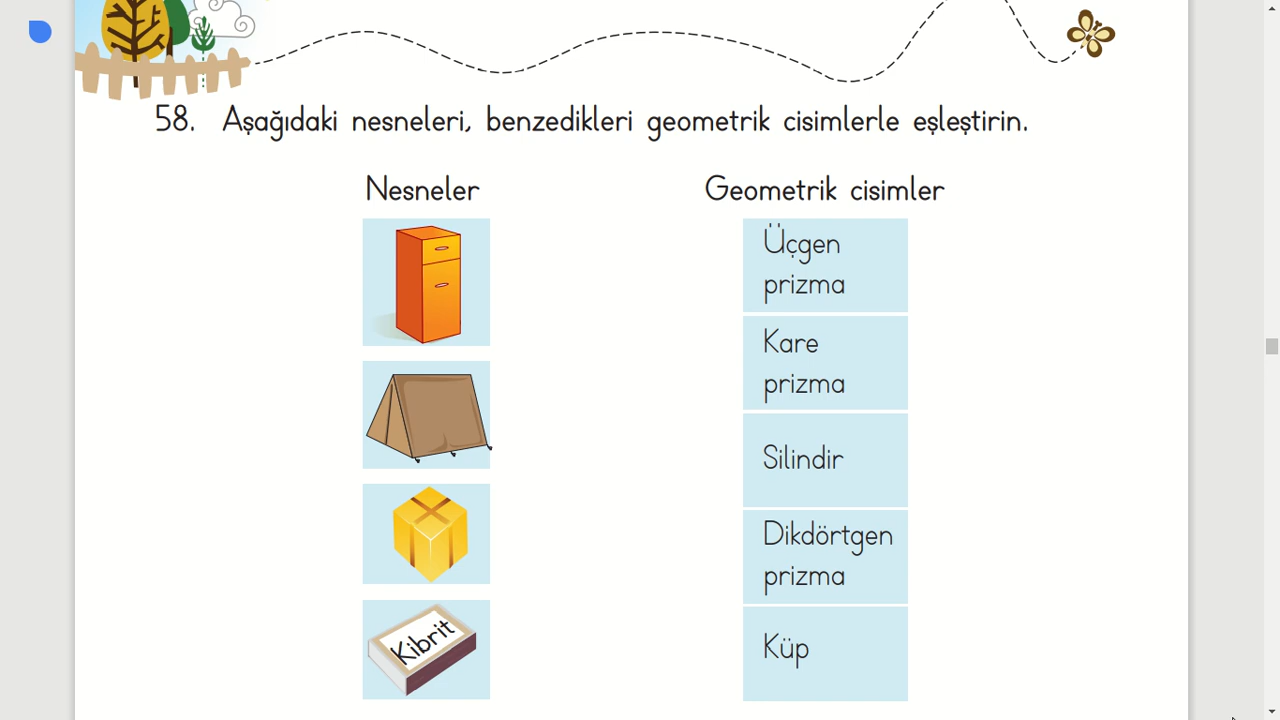 58. Aşağıdaki nesneleri, benzedikleri geometrik cisimlerle eşleştirin.
Nesneler
Geometrik cisimler
Üçgen
prizma
Kare
prizma
Silindir
Dikdörtgen
prizma
Küp
Kibrit